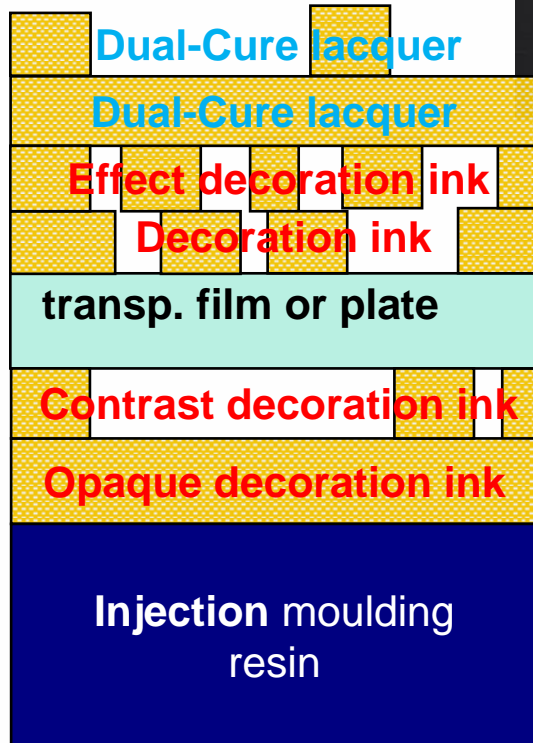 Dual-Cure lacquer
Dual-Cure lacquer
Effect decoration ink
Decoration ink
transp. film or plate
Contrast decoration ink
Opaque decoration ink
Injection moulding
resin